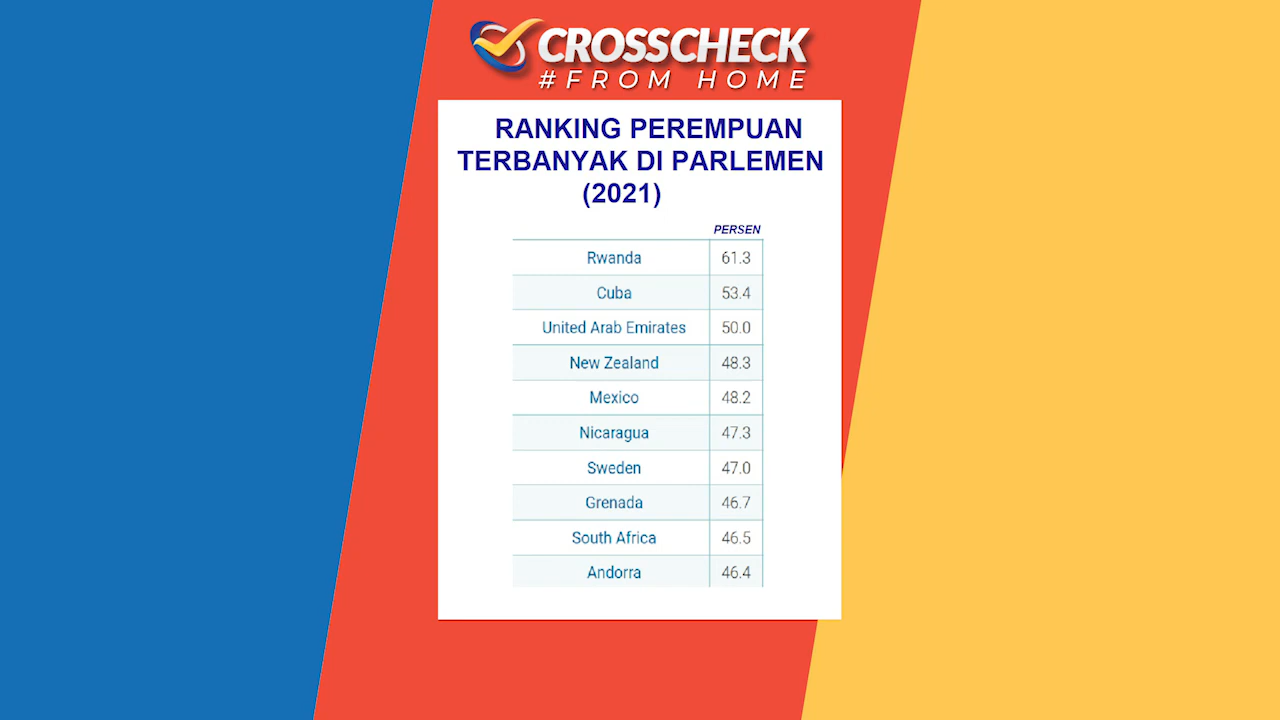 CROSSCHECK
#FROM HOME
RANKING PEREMPUAN
TERBANYAK DI PARLEMEN
(2021)
PERSEN
Rwanda 61.3
Cuba 53.4
United Arab Emirates 50.0
New Zealand 48.3
Mexico 48.2
Nicaragua 47.3
Sweden 47.0
Grenada 46.7
South Africa 46.5
Andorra 46.4